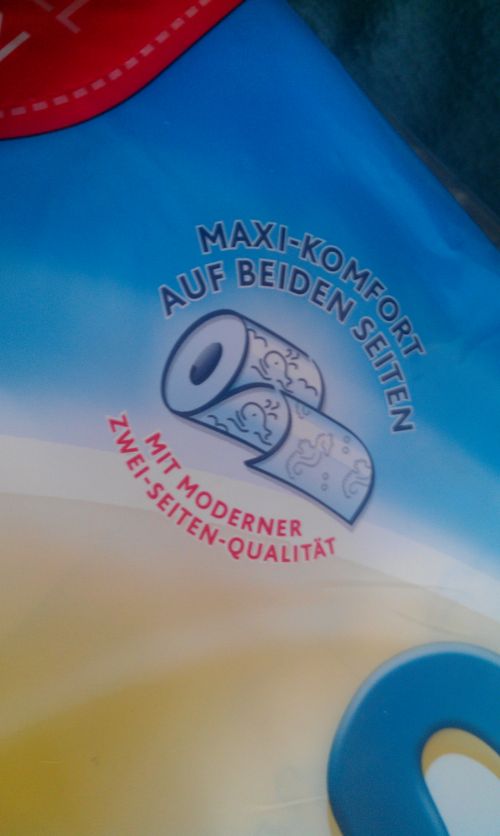 MAXI-KOMFORT
AUF BEIDEN SEITEN
MIT MODERNER
ZWEI-SEITEN-QUALITÄT